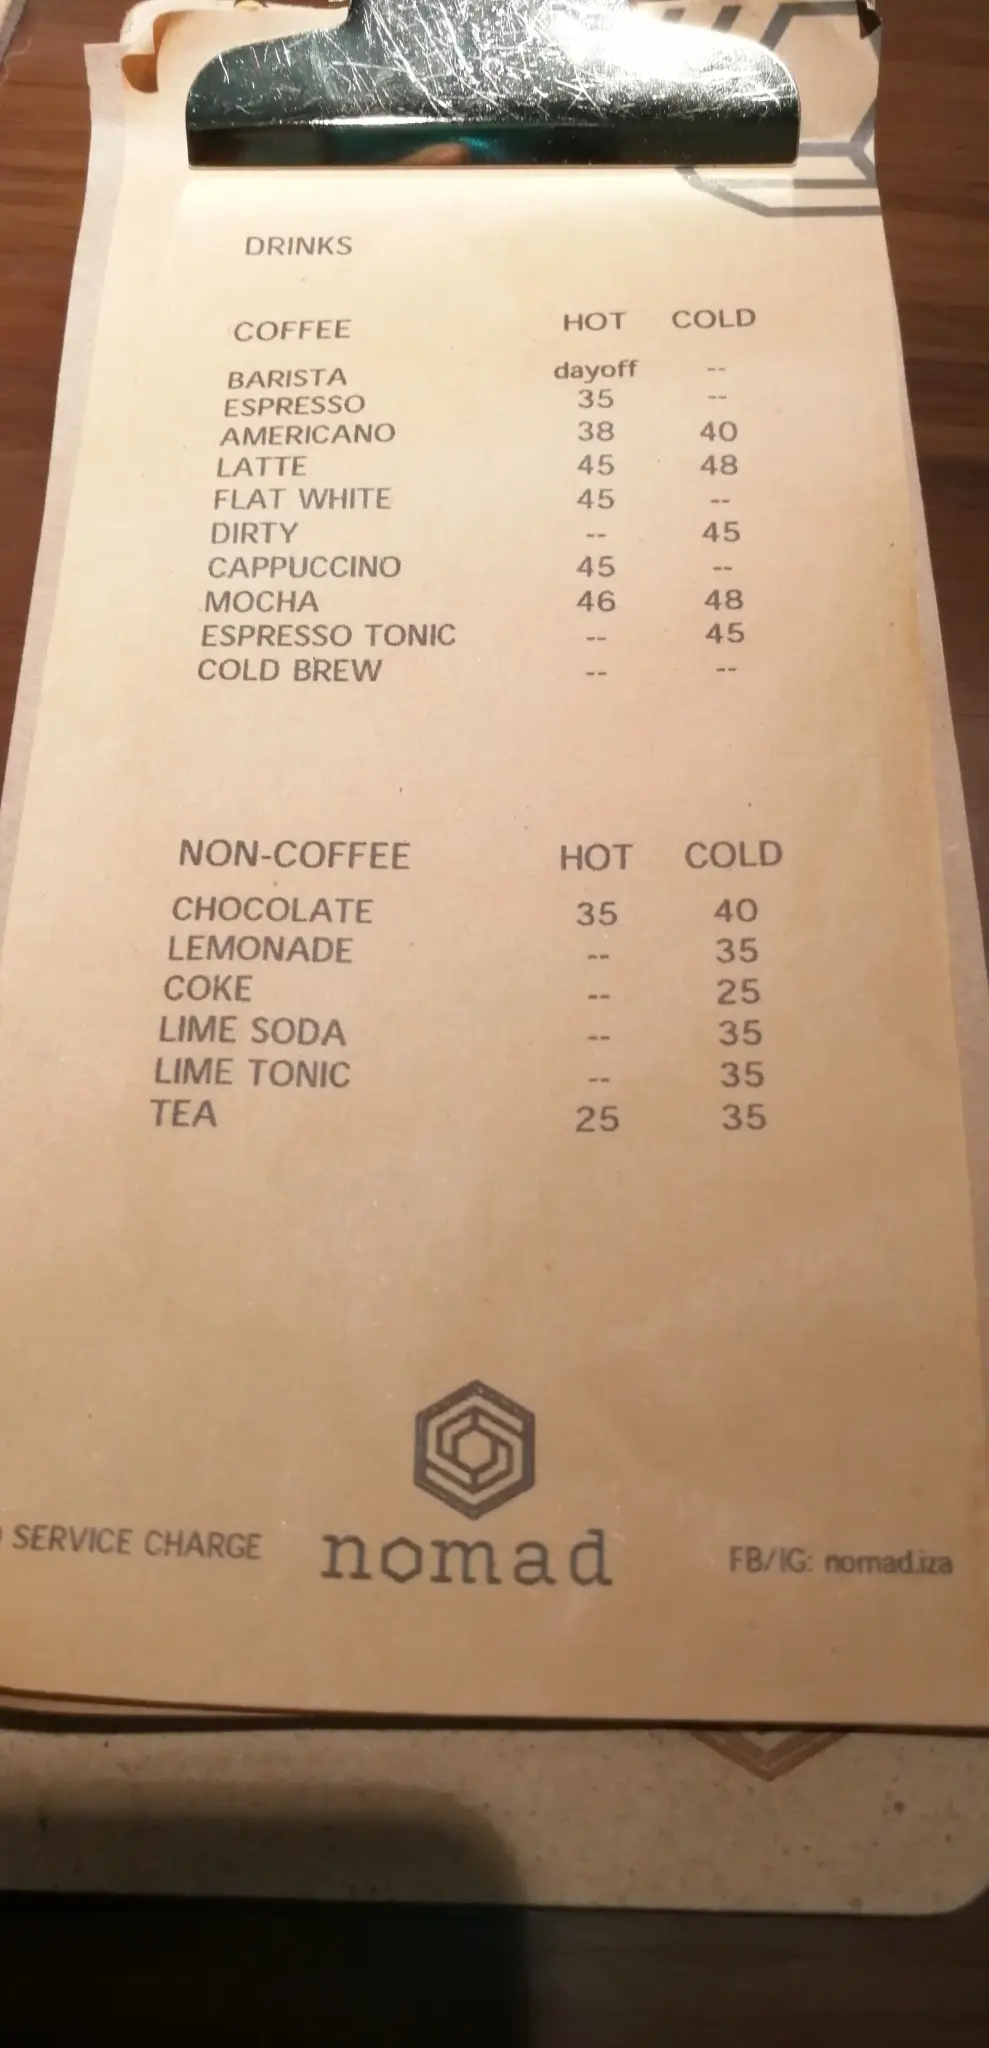 DRINKS
COFFEE HOT COLD
BARISTA dayoff --
ESPRESSO 35 --
AMERICANO 38 40
LATTE 45 48
FLAT WHITE 45 --
DIRTY -- 45
CAPPUCCINO 45 --
MOCHA 46 48
ESPRESSO TONIC -- 45
COLD BREW -- --
NON-COFFEE HOT COLD
CHOCOLATE 35 40
LEMONADE -- 35
COKE -- 25
LIME SODA -- 35
LIME TONIC -- 35
TEA 25 35
SERVICE CHARGE nomad FB/IG: nomad.iza